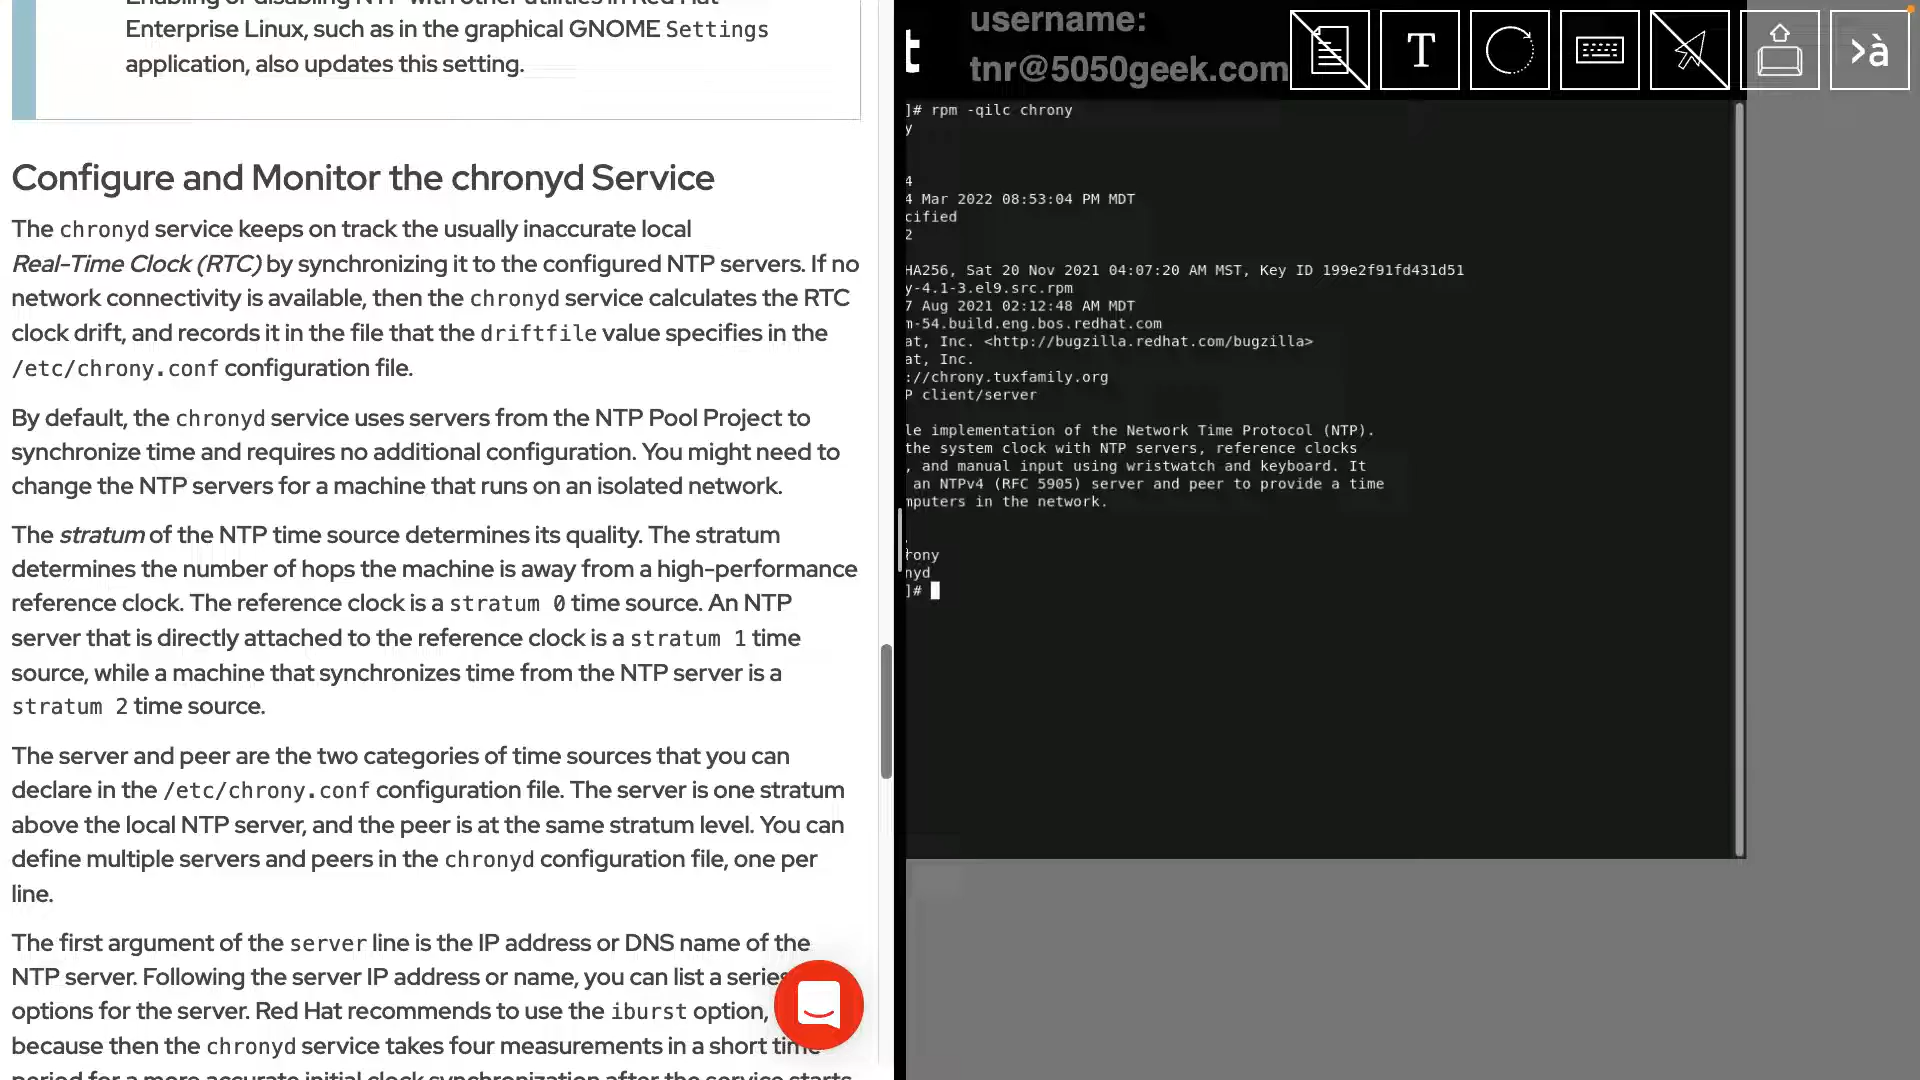 Enterprise Linux, such as in the graphical GNOME Settings
application, also updates this setting.
Configure and Monitor the chronyd Service
The chronyd service keeps on track the usually inaccurate local
Real-Time Clock (RTC) by synchronizing it to the configured NTP servers. If no
network connectivity is available, then the chronyd service calculates the RTC
clock drift, and records it in the file that the driftfile value specifies in the
/etc/chrony.conf configuration file.
By default, the chronyd service uses servers from the NTP Pool Project to
synchronize time and requires no additional configuration. You might need to
change the NTP servers for a machine that runs on an isolated network.
The stratum of the NTP time source determines its quality. The stratum
determines the number of hops the machine is away from a high-performance
reference clock. The reference clock is a stratum 0 time source. An NTP
server that is directly attached to the reference clock is a stratum 1 time
source, while a machine that synchronizes time from the NTP server is a
stratum 2 time source.
The server and peer are the two categories of time sources that you can
declare in the /etc/chrony.conf configuration file. The server is one stratum
above the local NTP server, and the peer is at the same stratum level. You can
define multiple servers and peers in the chronyd configuration file, one per
line.
The first argument of the server line is the IP address or DNS name of the
NTP server. Following the server IP address or name, you can list a series
options for the server. Red Hat recommends to use the iburst option,
because then the chronyd service takes four measurements in a short time
period for a more accurate initial clock synchronization after the service starts
t
username:
tnr@5050geek.com
T
>à
]# rpm -qilc chrony
y
4
4 Mar 2022 08:53:04 PM MDT
cified
2
HA256, Sat 20 Nov 2021 04:07:20 AM MST, Key ID 199e2f91fd431d51
y-4.1-3.el9.src.rpm
7 Aug 2021 02:12:48 AM MDT
m-54.build.eng.bos.redhat.com
at, Inc. <http://bugzilla.redhat.com/bugzilla>
at, Inc.
://chrony.tuxfamily.org
P client/server
le implementation of the Network Time Protocol (NTP).
the system clock with NTP servers, reference clocks
, and manual input using wristwatch and keyboard. It
an NTPv4 (RFC 5905) server and peer to provide a time
mputers in the network.
rony
nyd
]#